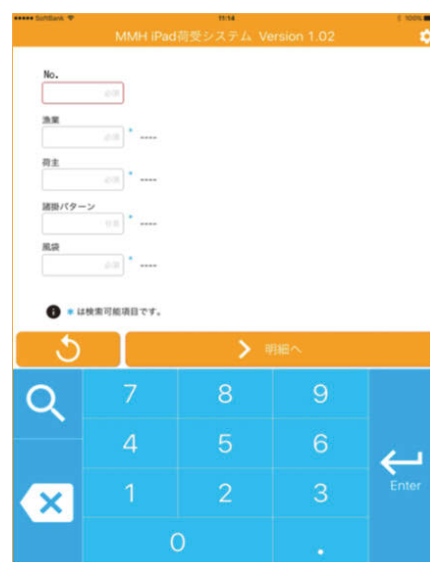 SoftBank 11:14 100%
MMH iPad荷受システム Version 1.02
No.
必須
漁業
必須 * ----
荷主
必須 * ----
諸掛パターン
* ----
風袋
必須 * ----
* は検索可能項目です。
明細へ
7 8 9
4 5 6
Enter
1 2 3
0 .